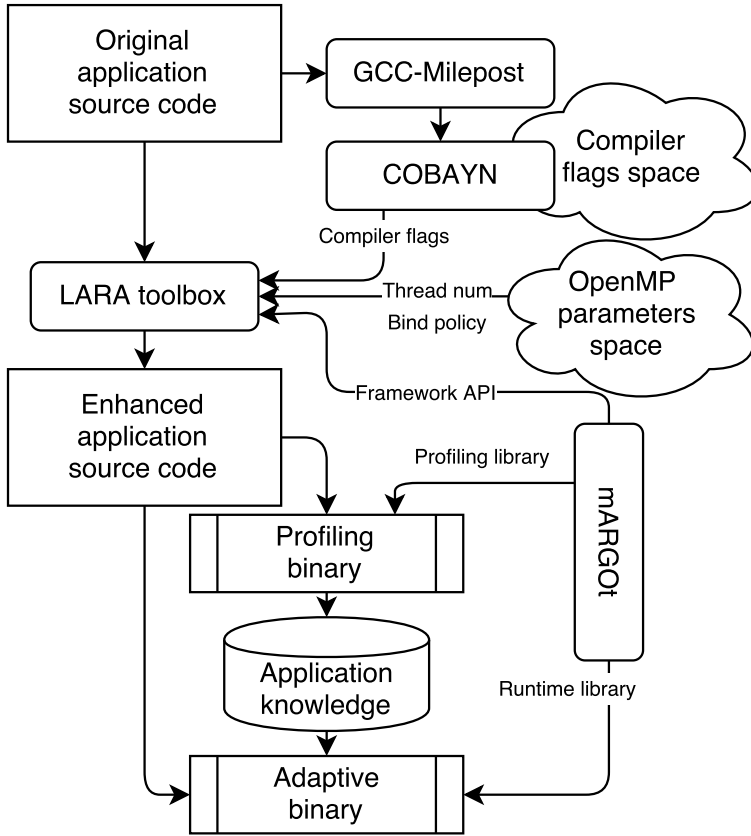 Original
application
source code
GCC-Milepost
COBAYN
Compiler
flags space
Compiler flags
LARA toolbox
Thread num
Bind policy
OpenMP
parameters
space
Framework API
Enhanced
application
source code
Profiling library
mARGOt
Profiling
binary
Application
knowledge
Runtime library
Adaptive
binary